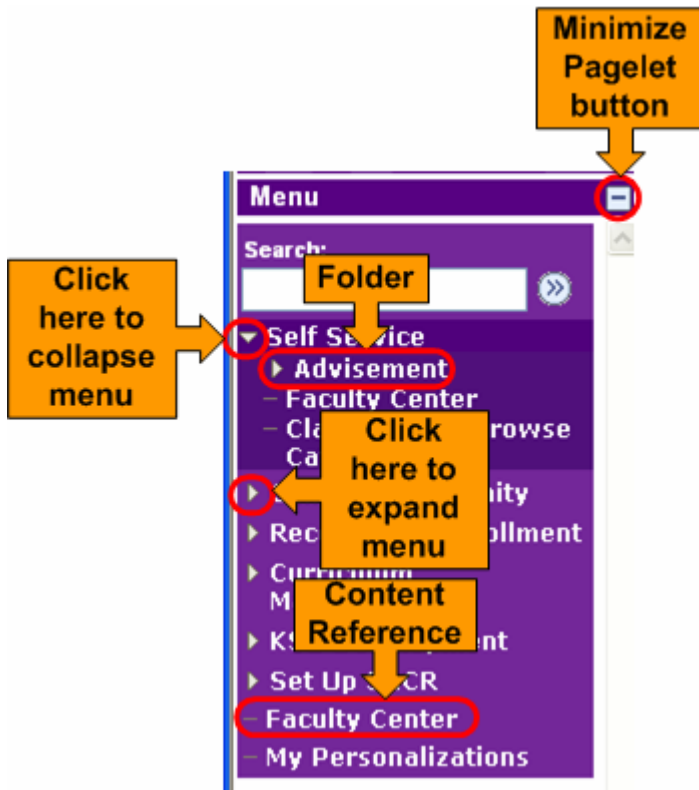 Minimize
Pagelet
button
Menu
Search:
Folder
Click
here to
collapse
menu
Self Service
Advisement
Faculty Center
Click
here to
expand
menu
Content
Reference
Set Up
Faculty Center
My Personalizations